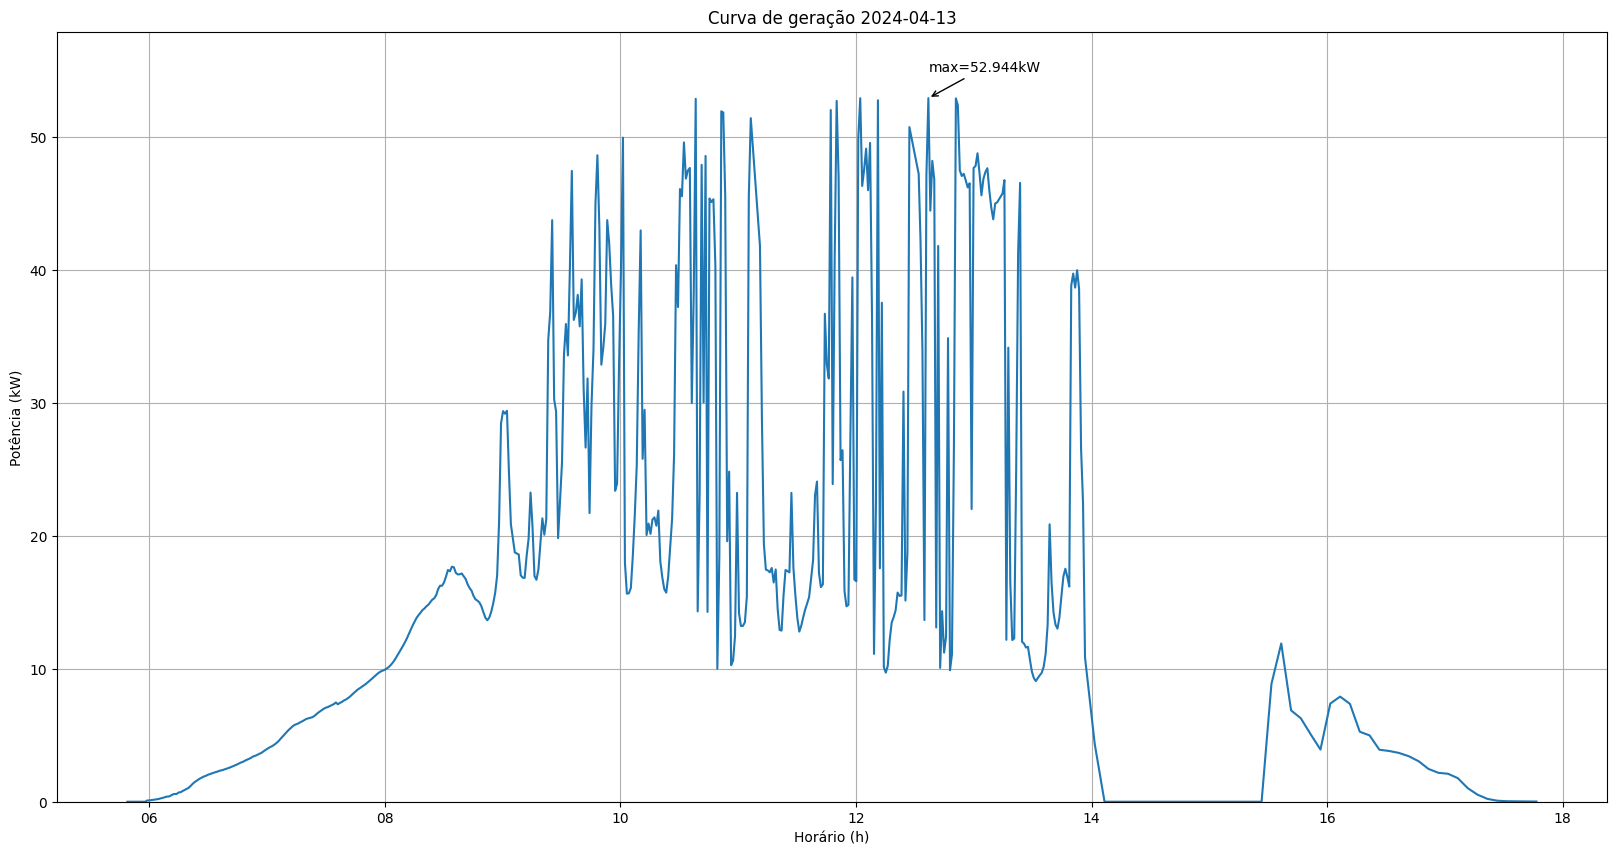 Curva de geração 2024-04-13
max=52.944kW
50
40
30
20
10
0
Potência (kW)
06 08 10 12 14 16 18
Horário (h)